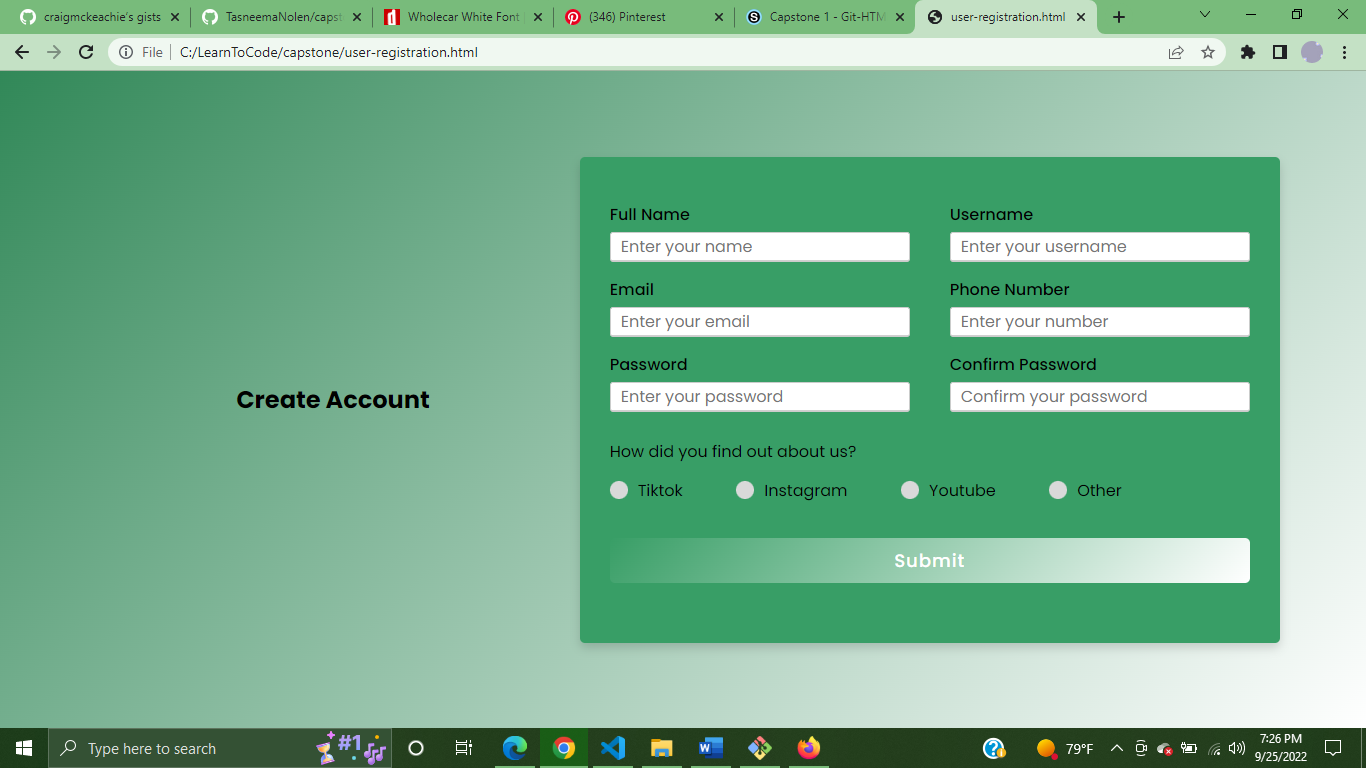 craigmckeachie's gists
TasneemaNolen/capst
Wholecar White Font
(346) Pinterest
Capstone 1 - Git-HTM
user-registration.html
File
C:/LearnToCode/capstone/user-registration.html
Full Name
Username
Enter your name
Enter your username
Email
Phone Number
Enter your email
Enter your number
Password
Confirm Password
Enter your password
Confirm your password
Create Account
How did you find out about us?
Tiktok
Instagram
Youtube
Other
Submit
Type here to search
#1
79°F
7:26 PM
9/25/2022